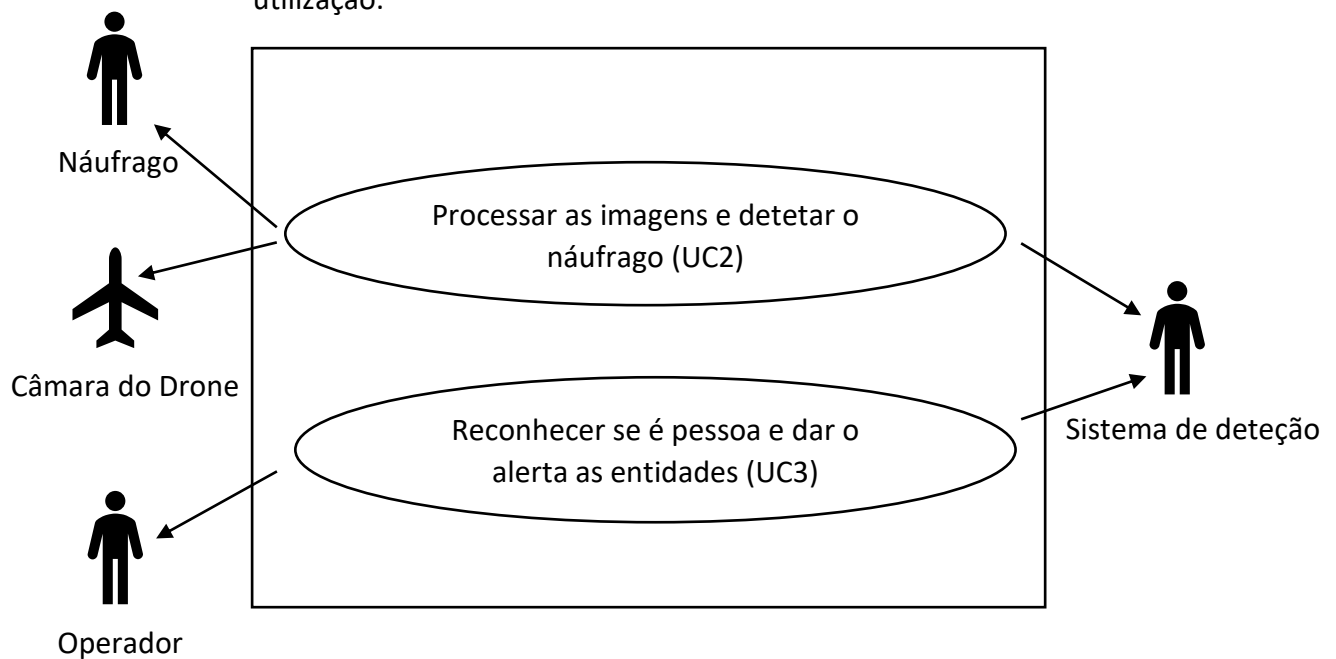 utilização.
Náufrago
Processar as imagens e detetar o
náufrago (UC2)
Câmara do Drone
Reconhecer se é pessoa e dar o
alerta as entidades (UC3)
Sistema de deteção
Operador